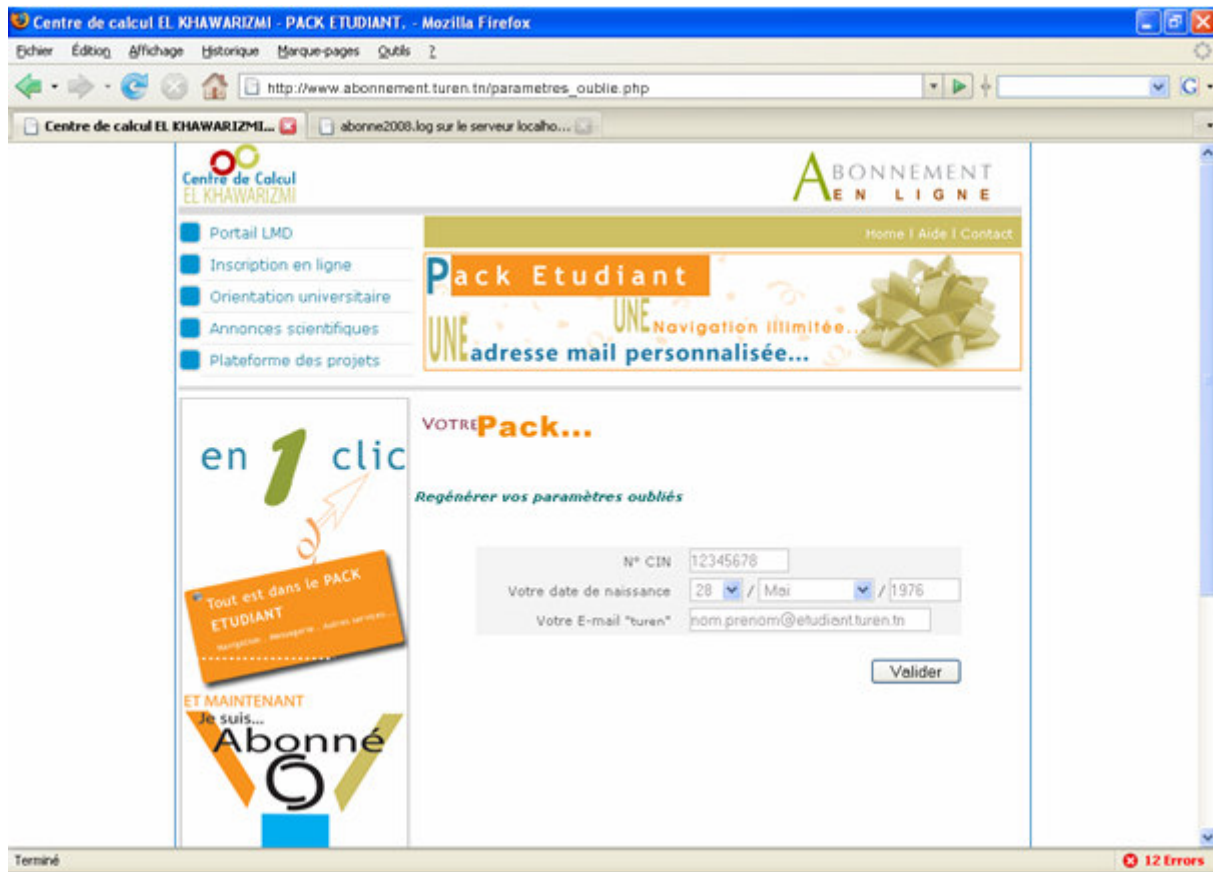 Centre de calcul EL KHAWARIZMI - PACK ETUDIANT. - Mozilla Firefox
Fichier Édition Affichage Historique Marque-pages Outils ?
http://www.abonnement.turen.tn/parametres_oublie.php
Centre de calcul EL KHAWARIZMI... abonne2008.log sur le serveur localho...
Centre de Calcul
EL KHAWARIZMI
ABONNEMENT
EN LIGNE
Portail LMD
Inscription en ligne
Orientation universitaire
Annonces scientifiques
Plateforme des projets
Home | Aide | Contact
Pack Etudiant
UNE Navigation illimitée...
UNE adresse mail personnalisée...
en 1 clic
Tout est dans le PACK
ETUDIANT
Navigation . Messagerie . Autres services...
ET MAINTENANT
Je suis...
Abonné
VOTRE Pack...
Regénérer vos paramètres oubliés
N° CIN 12345678
Votre date de naissance 28 / Mai / 1976
Votre E-mail "turen" nom.prenom@etudiant.turen.tn
Valider
Terminé
12 Errors